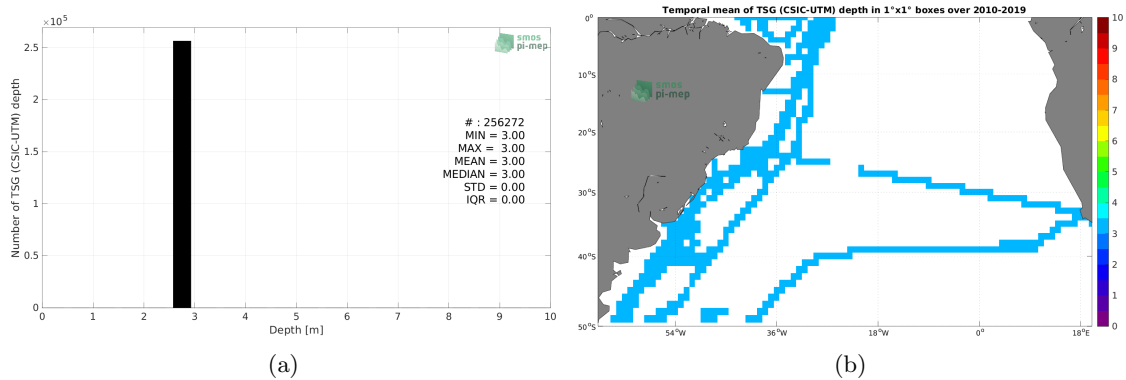 ×10⁵
2.5
2
1.5
1
0.5
0
Number of TSG (CSIC-UTM) depth
smos
pi-mep
# : 256272
MIN = 3.00
MAX = 3.00
MEAN = 3.00
MEDIAN = 3.00
STD = 0.00
IQR = 0.00
0 1 2 3 4 5 6 7 8 9 10
Depth [m]
(a)
Temporal mean of TSG (CSIC-UTM) depth in 1°x1° boxes over 2010-2019
0°
10°S
20°S
30°S
40°S
50°S
smos
pi-mep
54°W 36°W 18°W 0° 18°E
10
9
8
7
6
5
4
3
2
1
0
(b)